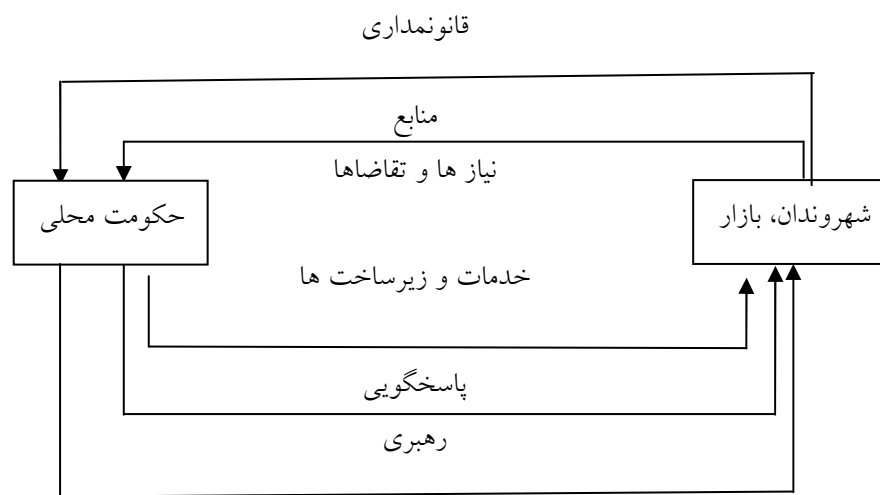 قانونمداری
منابع
نیاز ها و تقاضاها
شهروندان، بازار
حکومت محلی
خدمات و زیرساخت ها
پاسخگویی
رهبری